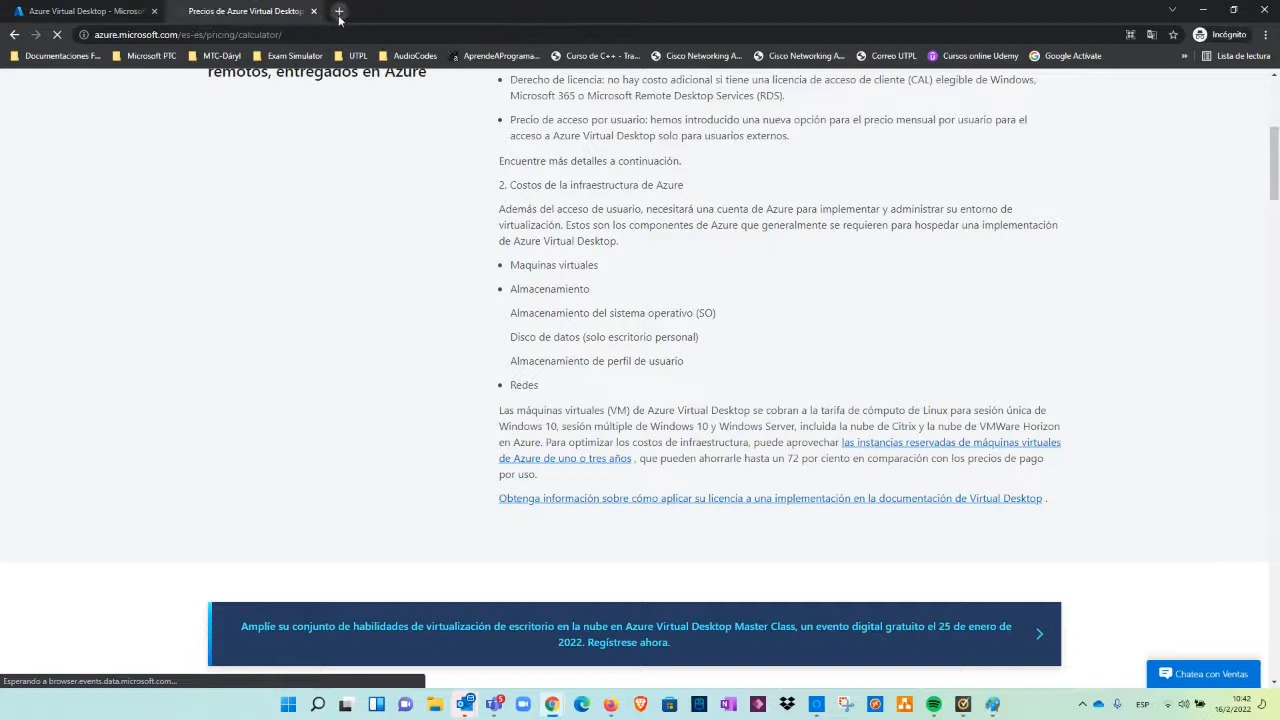 Azure Virtual Desktop - Microsof
Precios de Azure Virtual Desktop
azure.microsoft.com/es-es/pricing/calculator/
Incógnito
Documentaciones F...
Microsoft PTC
MTC-Dáryl
Exam Simulator
UTPL
AudioCodes
AprendeAPrograma...
Curso de C++ - Tra...
Cisco Networking A...
Cisco Networking A...
Correo UTPL
Cursos online Udemy
Google Actívate
»
Lista de lectura
remotos, entregados en Azure
• Derecho de licencia: no hay costo adicional si tiene una licencia de acceso de cliente (CAL) elegible de Windows,
Microsoft 365 o Microsoft Remote Desktop Services (RDS).
• Precio de acceso por usuario: hemos introducido una nueva opción para el precio mensual por usuario para el
acceso a Azure Virtual Desktop solo para usuarios externos.
Encuentre más detalles a continuación.
2. Costos de la infraestructura de Azure
Además del acceso de usuario, necesitará una cuenta de Azure para implementar y administrar su entorno de
virtualización. Estos son los componentes de Azure que generalmente se requieren para hospedar una implementación
de Azure Virtual Desktop.
• Maquinas virtuales
• Almacenamiento
Almacenamiento del sistema operativo (SO)
Disco de datos (solo escritorio personal)
Almacenamiento de perfil de usuario
• Redes
Las máquinas virtuales (VM) de Azure Virtual Desktop se cobran a la tarifa de cómputo de Linux para sesión única de
Windows 10, sesión múltiple de Windows 10 y Windows Server, incluida la nube de Citrix y la nube de VMWare Horizon
en Azure. Para optimizar los costos de infraestructura, puede aprovechar las instancias reservadas de máquinas virtuales
de Azure de uno o tres años , que pueden ahorrarle hasta un 72 por ciento en comparación con los precios de pago
por uso.
Obtenga información sobre cómo aplicar su licencia a una implementación en la documentación de Virtual Desktop .
Amplíe su conjunto de habilidades de virtualización de escritorio en la nube en Azure Virtual Desktop Master Class, un evento digital gratuito el 25 de enero de
2022. Regístrese ahora.
Chatea con Ventas
Esperando a browser.events.data.microsoft.com...
ESP
10:42
16/2/2022